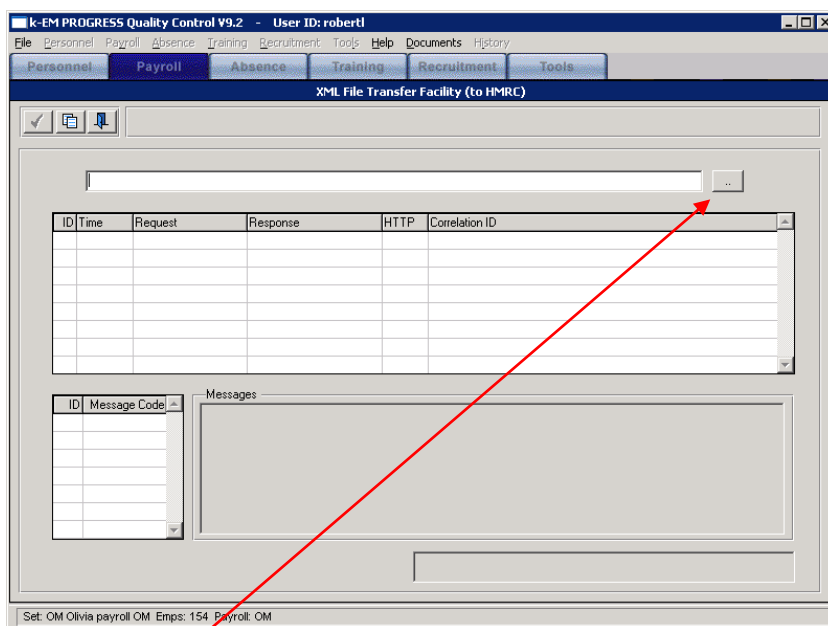 k-EM PROGRESS Quality Control V9.2 - User ID: robertl
File Personnel Payroll Absence Training Recruitment Tools Help Documents History
Personnel Payroll Absence Training Recruitment Tools
XML File Transfer Facility (to HMRC)
..
ID Time Request Response HTTP Correlation ID
ID Message Code
Messages
Set: OM Olivia payroll OM Emps: 154 Payroll: OM